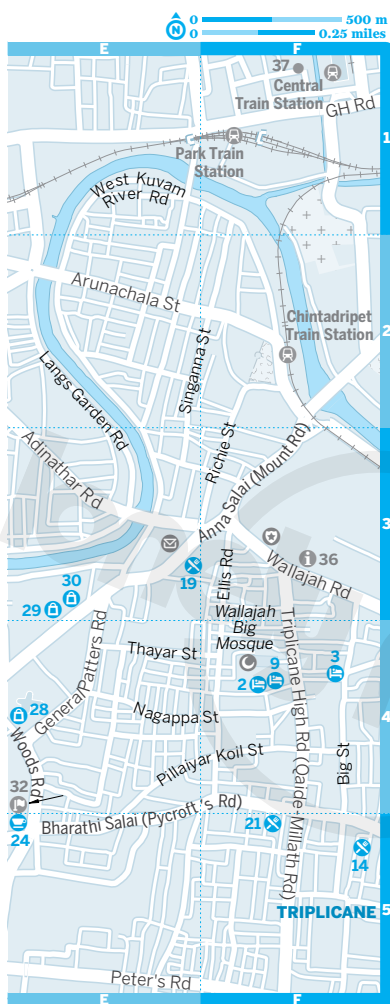 0 500 m
N 0 0.25 miles
E F
37
Central
Train Station
GH Rd
1
Park Train
Station
West Kuvam
River Rd
Arunachala St
Chintadripet
Train Station
2
Singanna St
Langs Garden Rd
Richie St
Adinathar Rd
Anna Salai (Mount Rd)
3
36
Wallajah Rd
19
Ellis Rd
30
29
Wallajah
Big
Mosque
Thayar St
9
2
3
General Patters Rd
Triplicane High Rd (Qaide-Millath Rd)
28
Nagappa St
4
Woods Rd
Pillaiyar Koil St
Big St
32
24
Bharathi Salai (Pycroft's Rd)
21
14
TRIPLICANE
5
Peter's Rd
E F